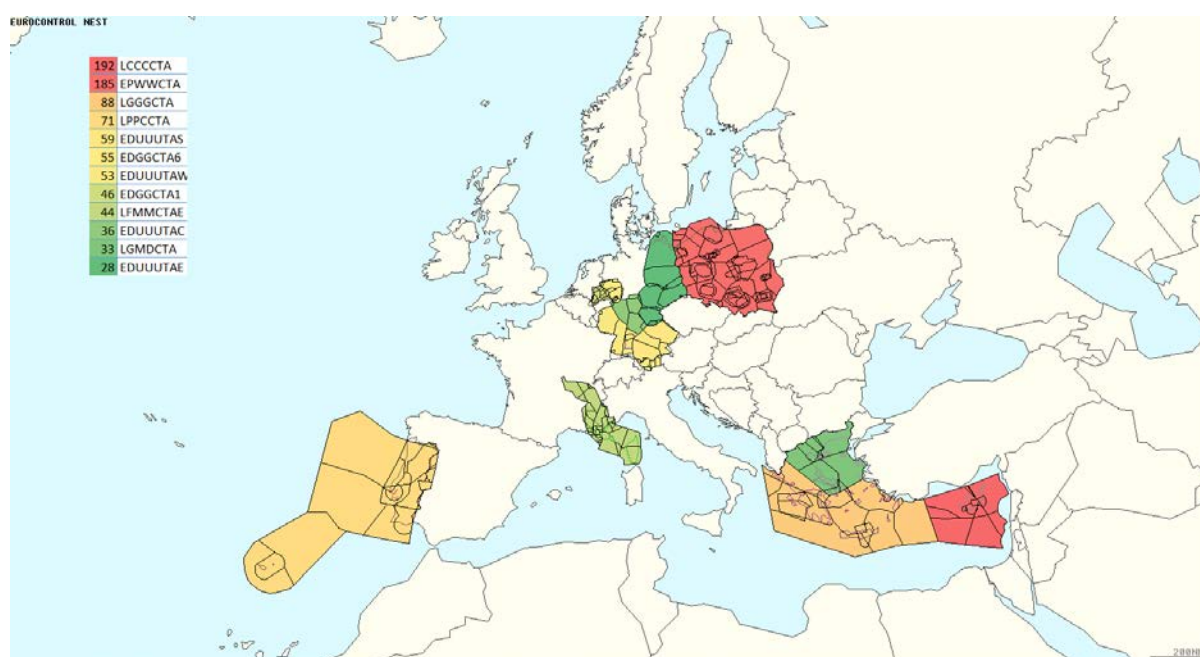 EUROCONTROL NEST
192 LCCCCTA
185 EPWWCTA
88 LGGGCTA
71 LPPCCTA
59 EDUUUTAS
55 EDGGCTA6
53 EDUUUTAW
46 EDGGCTA1
44 LFMMCTAE
36 EDUUUTAC
33 LGMDCTA
28 EDUUUTAE